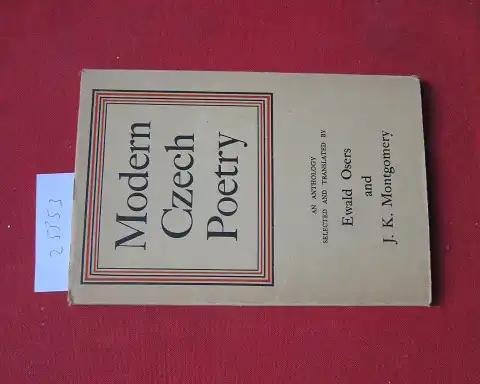 Modern
Czech
Poetry
AN ANTHOLOGY
SELECTED AND TRANSLATED BY
Ewald Osers
and
J. K. Montgomery